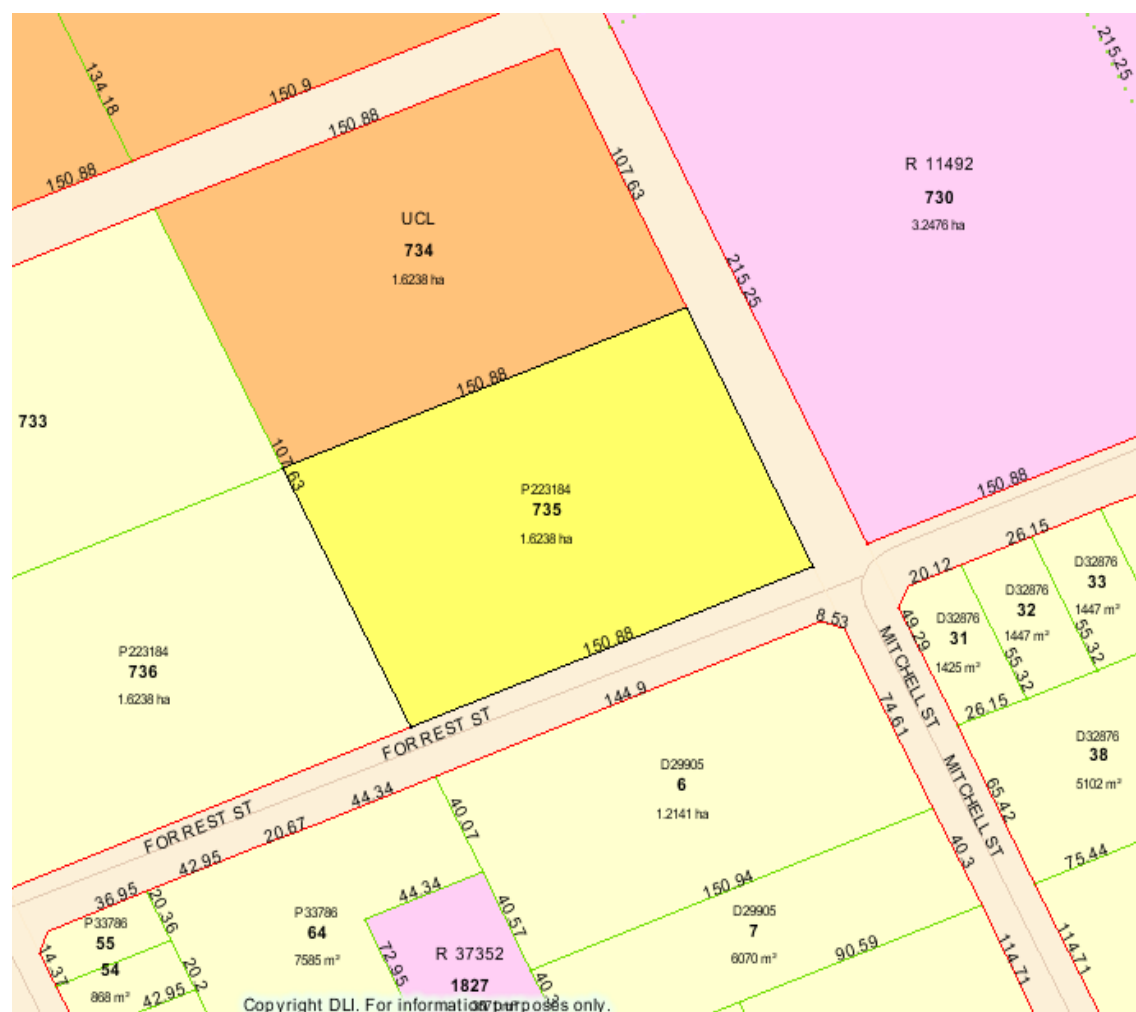 134.18
150.9
150.88
150.88
215.25
107.63
R 11492
730
3.2476 ha
UCL
734
1.6238 ha
215.25
150.88
733
107.63
P223184
735
1.6238 ha
150.88
26.15
20.12
D32876
33
1447 m²
D32876
32
1447 m²
D32876
31
1425 m²
49.29
55.32
55.32
26.15
8.53
150.88
P223184
736
1.6238 ha
144.9
MITCHELL ST
74.61
FORREST ST
D29905
6
1.2141 ha
D32876
38
5102 m²
MITCHELL ST
65.42
44.34
40.07
FORREST ST
20.67
42.95
40.3
75.44
150.94
44.34
36.95
20.36
P33786
55
54
868 m²
14.37
20.2
42.95
P33786
64
7585 m²
72.95
40.57
R 37352
1827
D29905
7
6070 m²
90.59
114.71
114.71
40.3
Copyright DLI. For information purposes only.